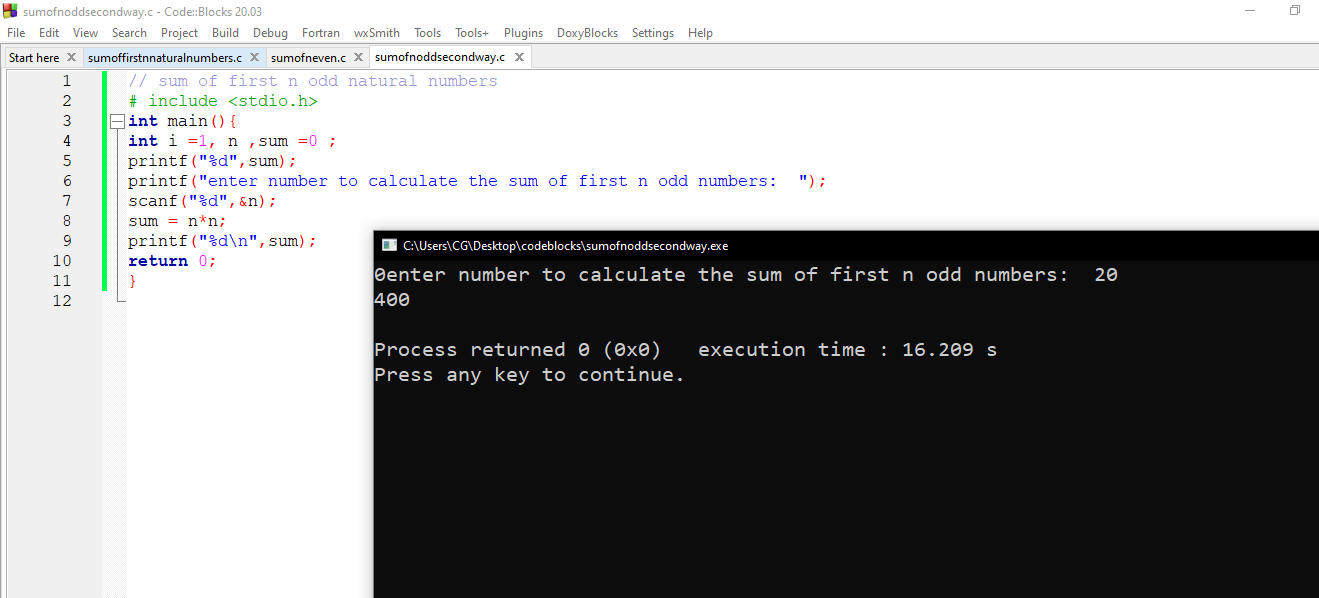 sumofnoddsecondway.c - Code::Blocks 20.03
File Edit View Search Project Build Debug Fortran wxSmith Tools Tools+ Plugins DoxyBlocks Settings Help
Start here sumoffirstnnaturalnumbers.c sumofneven.c sumofnoddsecondway.c
1 // sum of first n odd natural numbers
2 # include <stdio.h>
3 int main(){
4 int i =1, n ,sum =0 ;
5 printf("%d",sum);
6 printf("enter number to calculate the sum of first n odd numbers:  ");
7 scanf("%d",&n);
8 sum = n*n;
9 printf("%d\n",sum);
10 return 0;
11 }
12
C:\Users\CG\Desktop\codeblocks\sumofnoddsecondway.exe
0enter number to calculate the sum of first n odd numbers:  20
400
Process returned 0 (0x0)   execution time : 16.209 s
Press any key to continue.